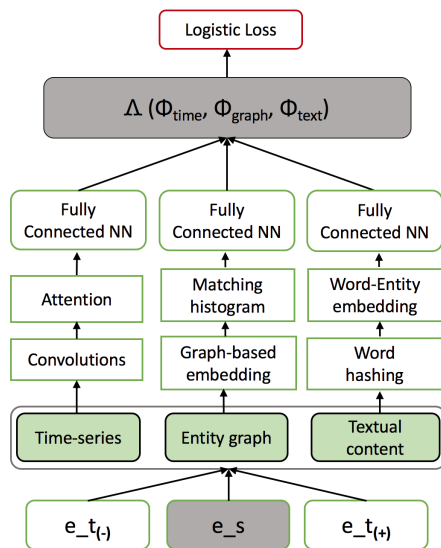 Logistic Loss
Λ (Φtime, Φgraph, Φtext)
Fully
Connected NN
Fully
Connected NN
Fully
Connected NN
Attention
Matching
histogram
Word-Entity
embedding
Convolutions
Graph-based
embedding
Word
hashing
Time-series
Entity graph
Textual
content
e_t(-)
e_s
e_t(+)